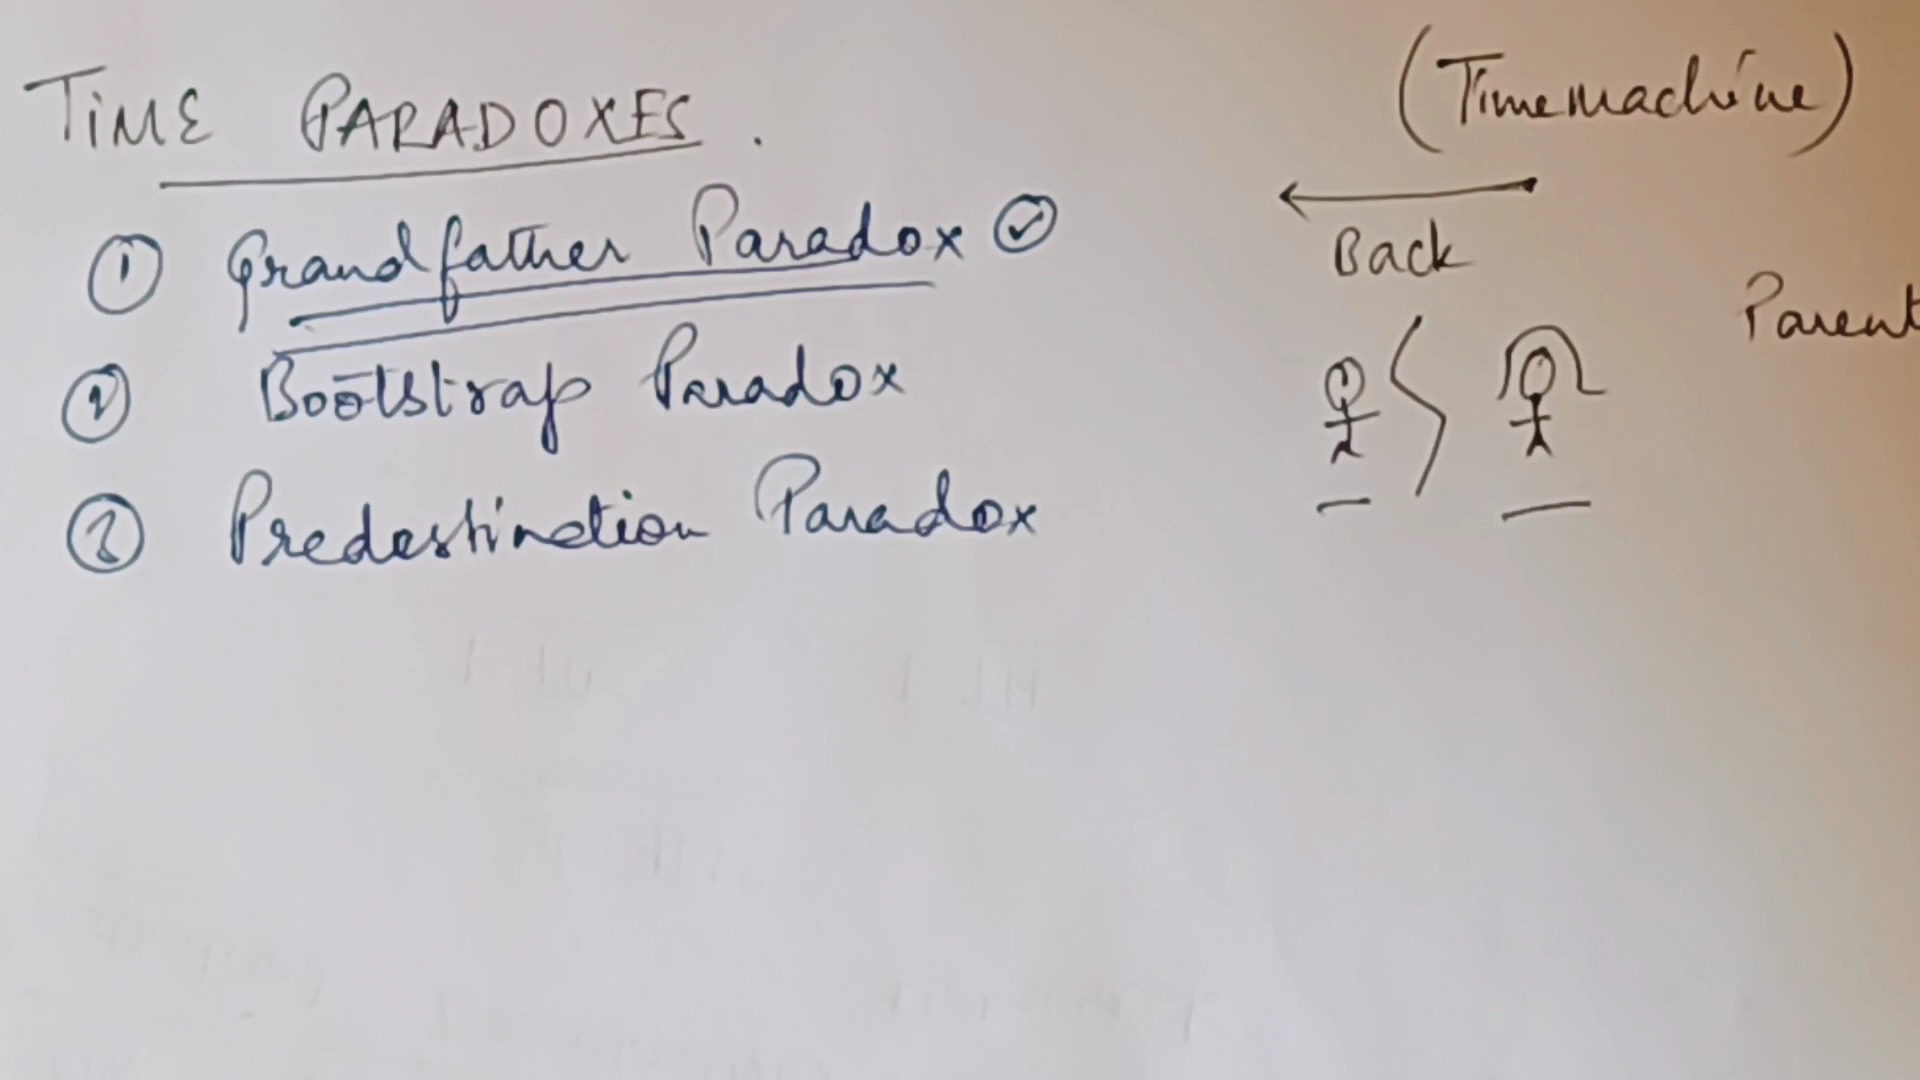 TIME PARADOXES.
(Timemachine)
① Grandfather Paradox
Back
Parent
② Bootstrap Paradox
③ Predestination Paradox